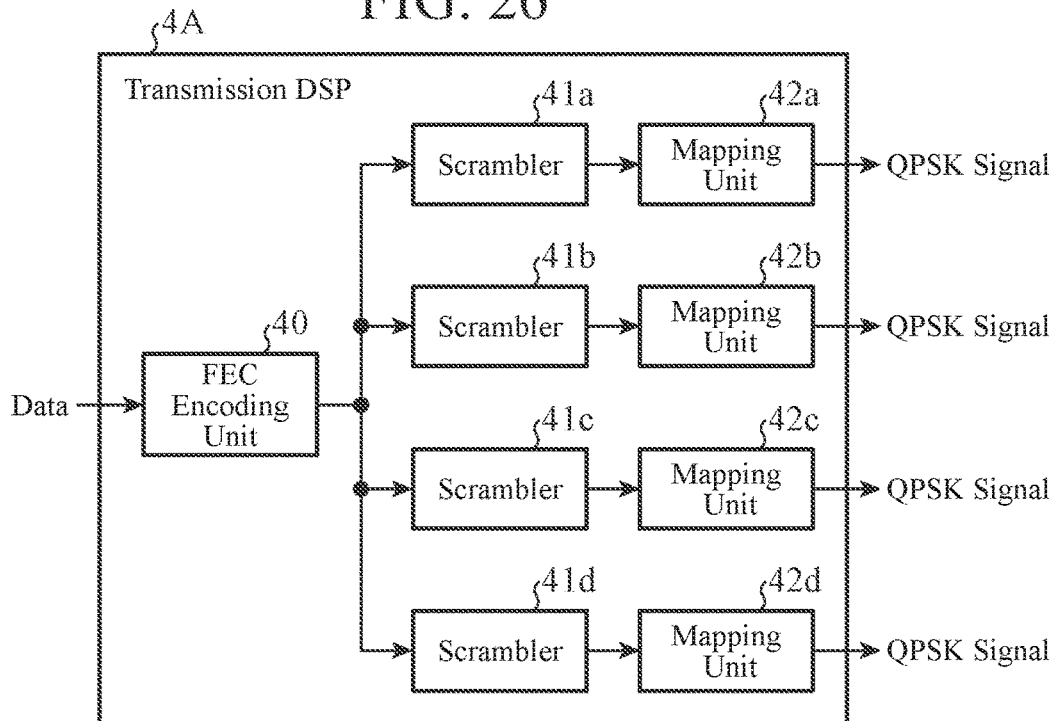 FIG. 26
4A
Transmission DSP
41a
42a
Scrambler
Mapping
Unit
QPSK Signal
41b
42b
Scrambler
Mapping
Unit
QPSK Signal
40
Data
FEC
Encoding
Unit
41c
42c
Scrambler
Mapping
Unit
QPSK Signal
41d
42d
Scrambler
Mapping
Unit
QPSK Signal